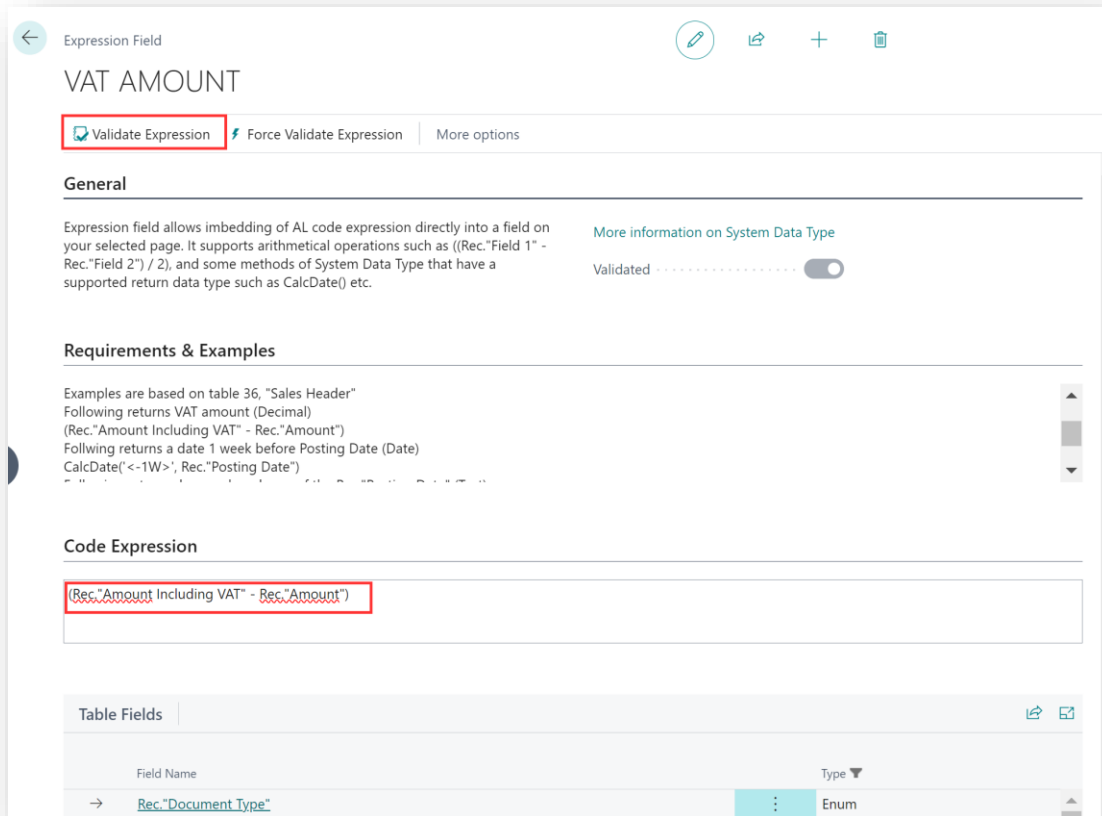 Expression Field
VAT AMOUNT
Validate Expression Force Validate Expression More options
General
Expression field allows imbedding of AL code expression directly into a field on
your selected page. It supports arithmetical operations such as ((Rec."Field 1" -
Rec."Field 2") / 2), and some methods of System Data Type that have a
supported return data type such as CalcDate() etc.
More information on System Data Type
Validated
Requirements & Examples
Examples are based on table 36, "Sales Header"
Following returns VAT amount (Decimal)
(Rec."Amount Including VAT" - Rec."Amount")
Follwing returns a date 1 week before Posting Date (Date)
CalcDate('<-1W>', Rec."Posting Date")
Code Expression
(Rec."Amount Including VAT" - Rec."Amount")
Table Fields
Field Name Type
Rec."Document Type" Enum